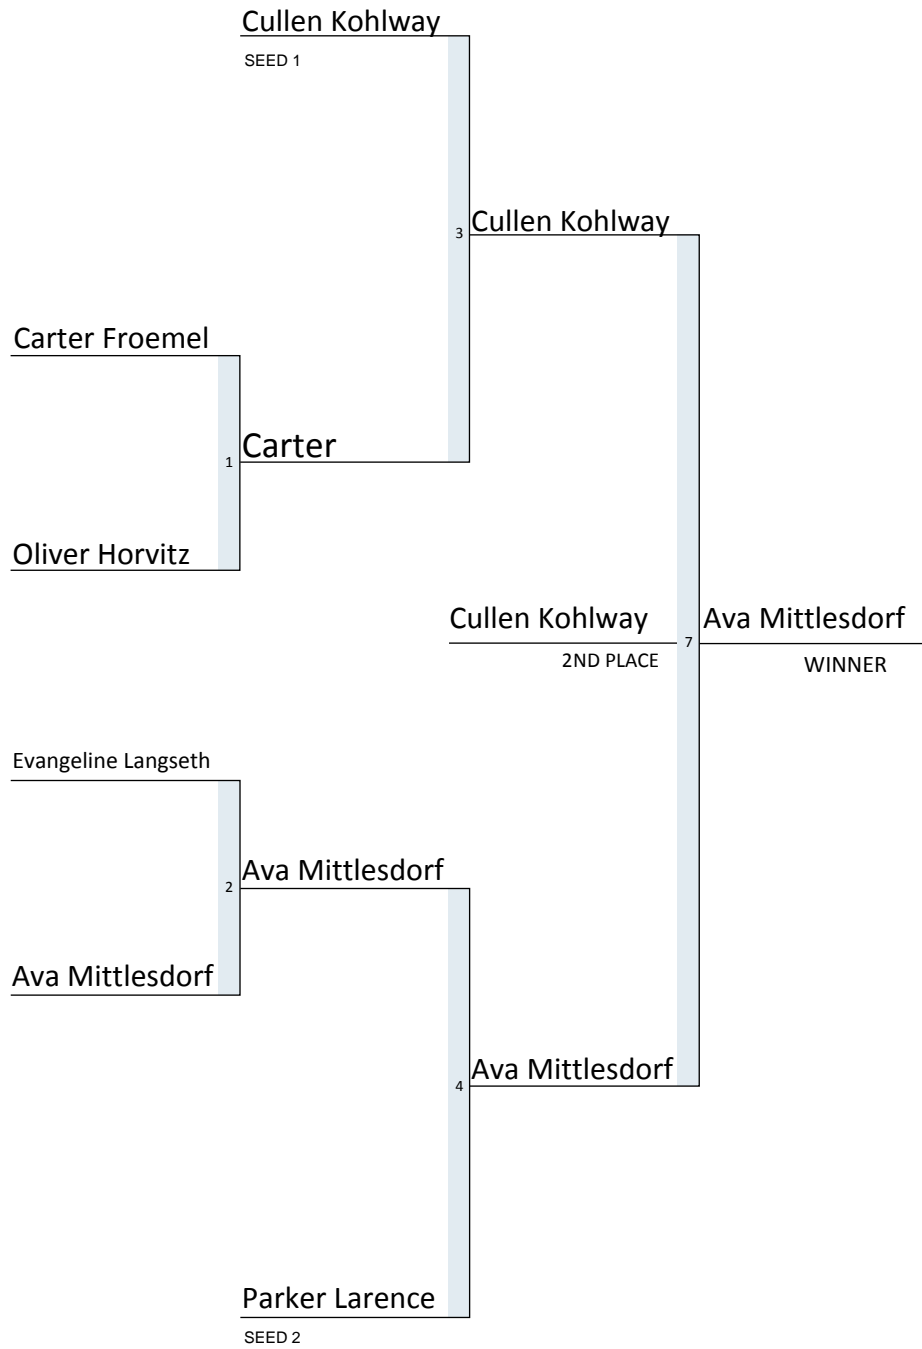 Cullen Kohlway
SEED 1
3
Cullen Kohlway
Carter Froemel
1
Carter
Oliver Horvitz
Cullen Kohlway
2ND PLACE
7
Ava Mittlesdorf
WINNER
Evangeline Langseth
2
Ava Mittlesdorf
Ava Mittlesdorf
4
Ava Mittlesdorf
Parker Larence
SEED 2